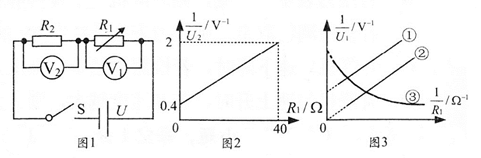 R₂
R₁
V₂
V₁
S
U
图1
1/U₂ / V⁻¹
2
0.4
0
40
R₁/Ω
图2
1/U₁ / V⁻¹
①
②
③
0
1/R₁ / Ω⁻¹
图3